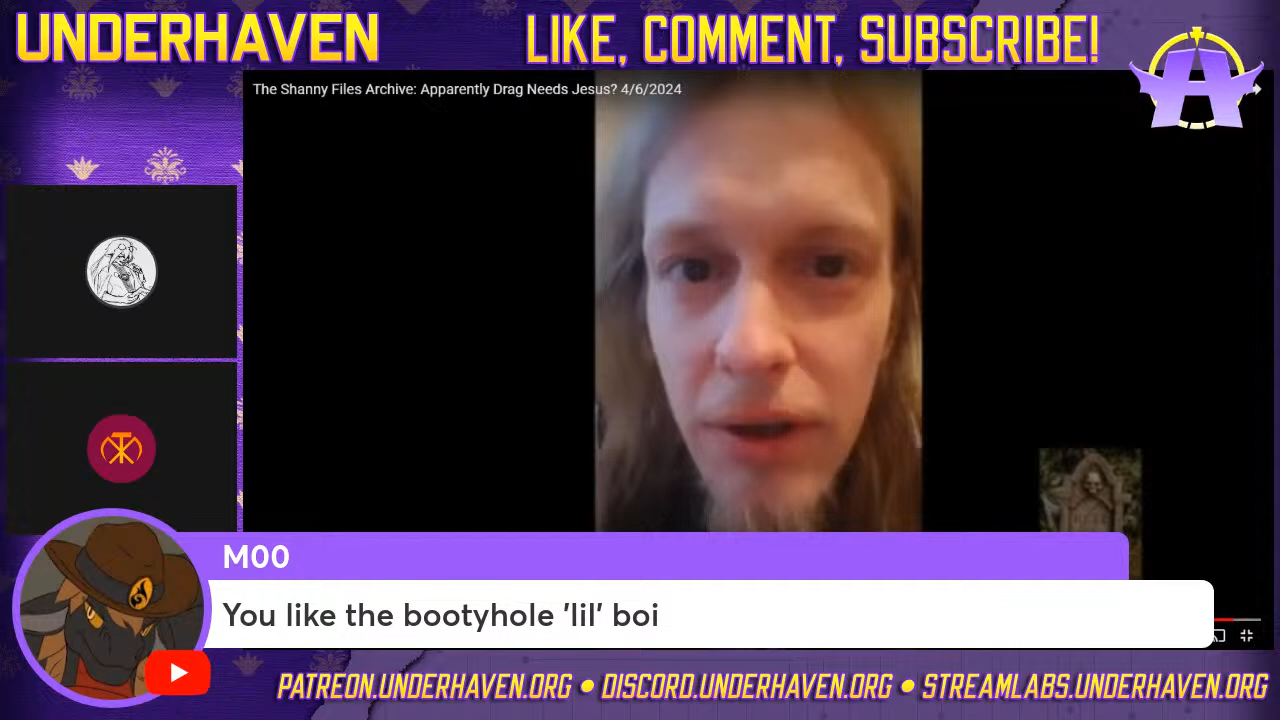 UNDERHAVEN
LIKE, COMMENT, SUBSCRIBE!
The Shanny Files Archive: Apparently Drag Needs Jesus? 4/6/2024
M00
You like the bootyhole 'lil' boi
PATREON.UNDERHAVEN.ORG • DISCORD.UNDERHAVEN.ORG • STREAMLABS.UNDERHAVEN.ORG